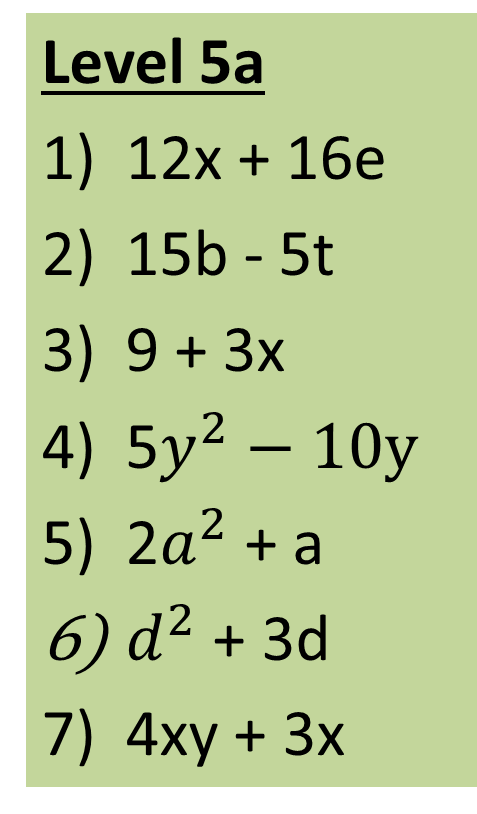 Level 5a
1) 12x + 16e
2) 15b - 5t
3) 9 + 3x
4) 5y² − 10y
5) 2a² + a
6) d² + 3d
7) 4xy + 3x